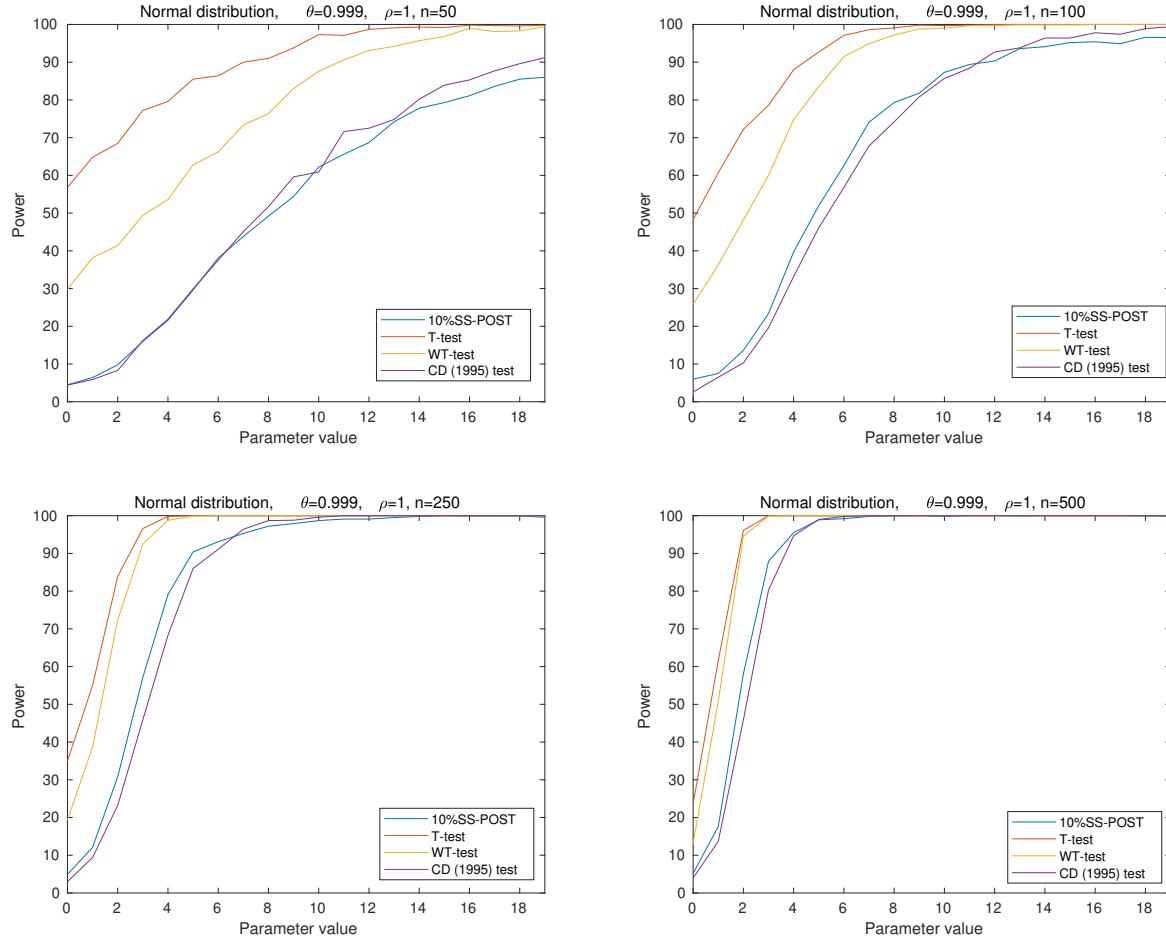 Normal distribution, θ=0.999, ρ=1, n=50
100
90
80
70
60
50
40
30
20
10
0
Power
10%SS-POST
T-test
WT-test
CD (1995) test
0 2 4 6 8 10 12 14 16 18
Parameter value
Normal distribution, θ=0.999, ρ=1, n=100
100
90
80
70
60
50
40
30
20
10
0
Power
10%SS-POST
T-test
WT-test
CD (1995) test
0 2 4 6 8 10 12 14 16 18
Parameter value
Normal distribution, θ=0.999, ρ=1, n=250
100
90
80
70
60
50
40
30
20
10
0
Power
10%SS-POST
T-test
WT-test
CD (1995) test
0 2 4 6 8 10 12 14 16 18
Parameter value
Normal distribution, θ=0.999, ρ=1, n=500
100
90
80
70
60
50
40
30
20
10
0
Power
10%SS-POST
T-test
WT-test
CD (1995) test
0 2 4 6 8 10 12 14 16 18
Parameter value